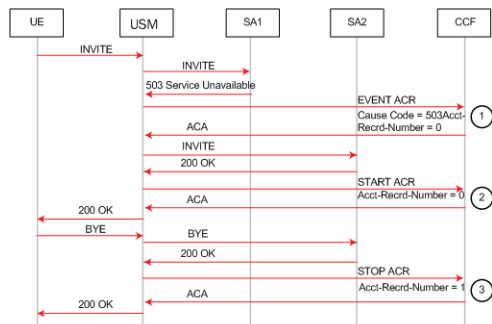 UE USM SA1 SA2 CCF
INVITE
INVITE
503 Service Unavailable
EVENT ACR
Cause Code = 503Acct-
Recrd-Number = 0
1
ACA
INVITE
200 OK
START ACR
Acct-Recrd-Number = 0
2
ACA
200 OK
BYE
BYE
200 OK
STOP ACR
Acct-Recrd-Number = 1
3
ACA
200 OK